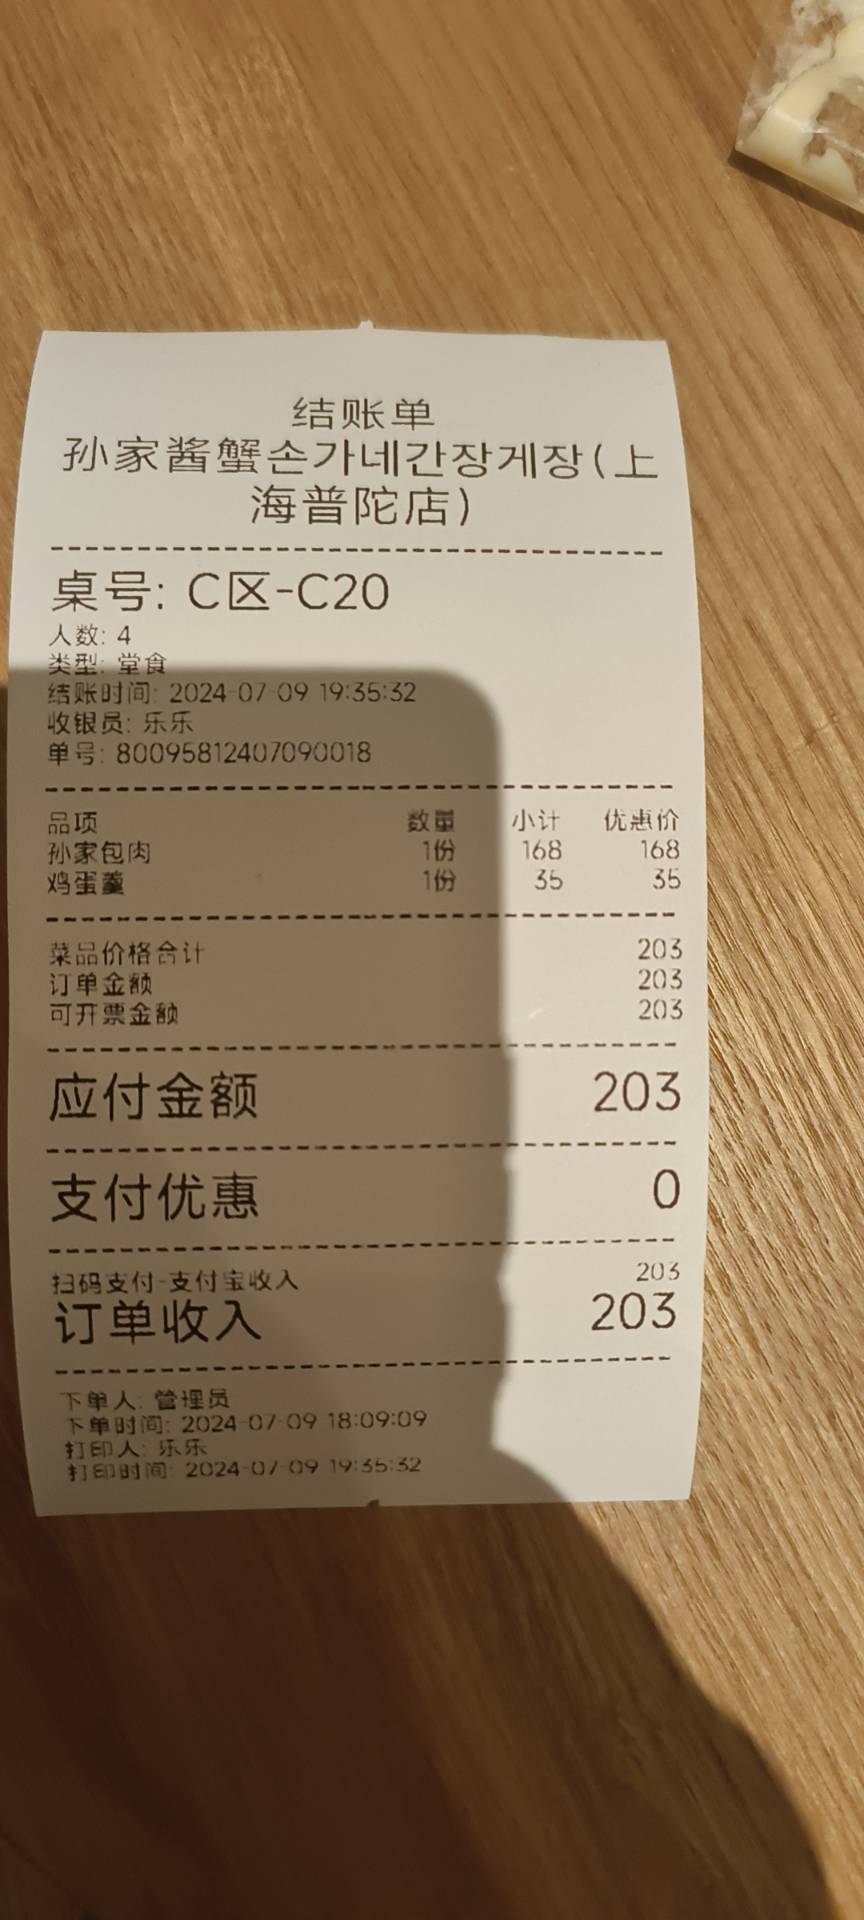 结账单
孙家酱蟹손가네간장게장(上
海普陀店)
桌号: C区-C20
人数: 4
类型: 堂食
结账时间: 2024-07-09 19:35:32
收银员: 乐乐
单号: 80095812407090018
品项 数量 小计 优惠价
孙家包肉 1份 168 168
鸡蛋羹 1份 35 35
菜品价格合计 203
订单金额 203
可开票金额 203
应付金额 203
支付优惠 0
扫码支付-支付宝收入 203
订单收入 203
下单人: 管理员
下单时间: 2024-07-09 18:09:09
打印人: 乐乐
打印时间: 2024-07-09 19:35:32